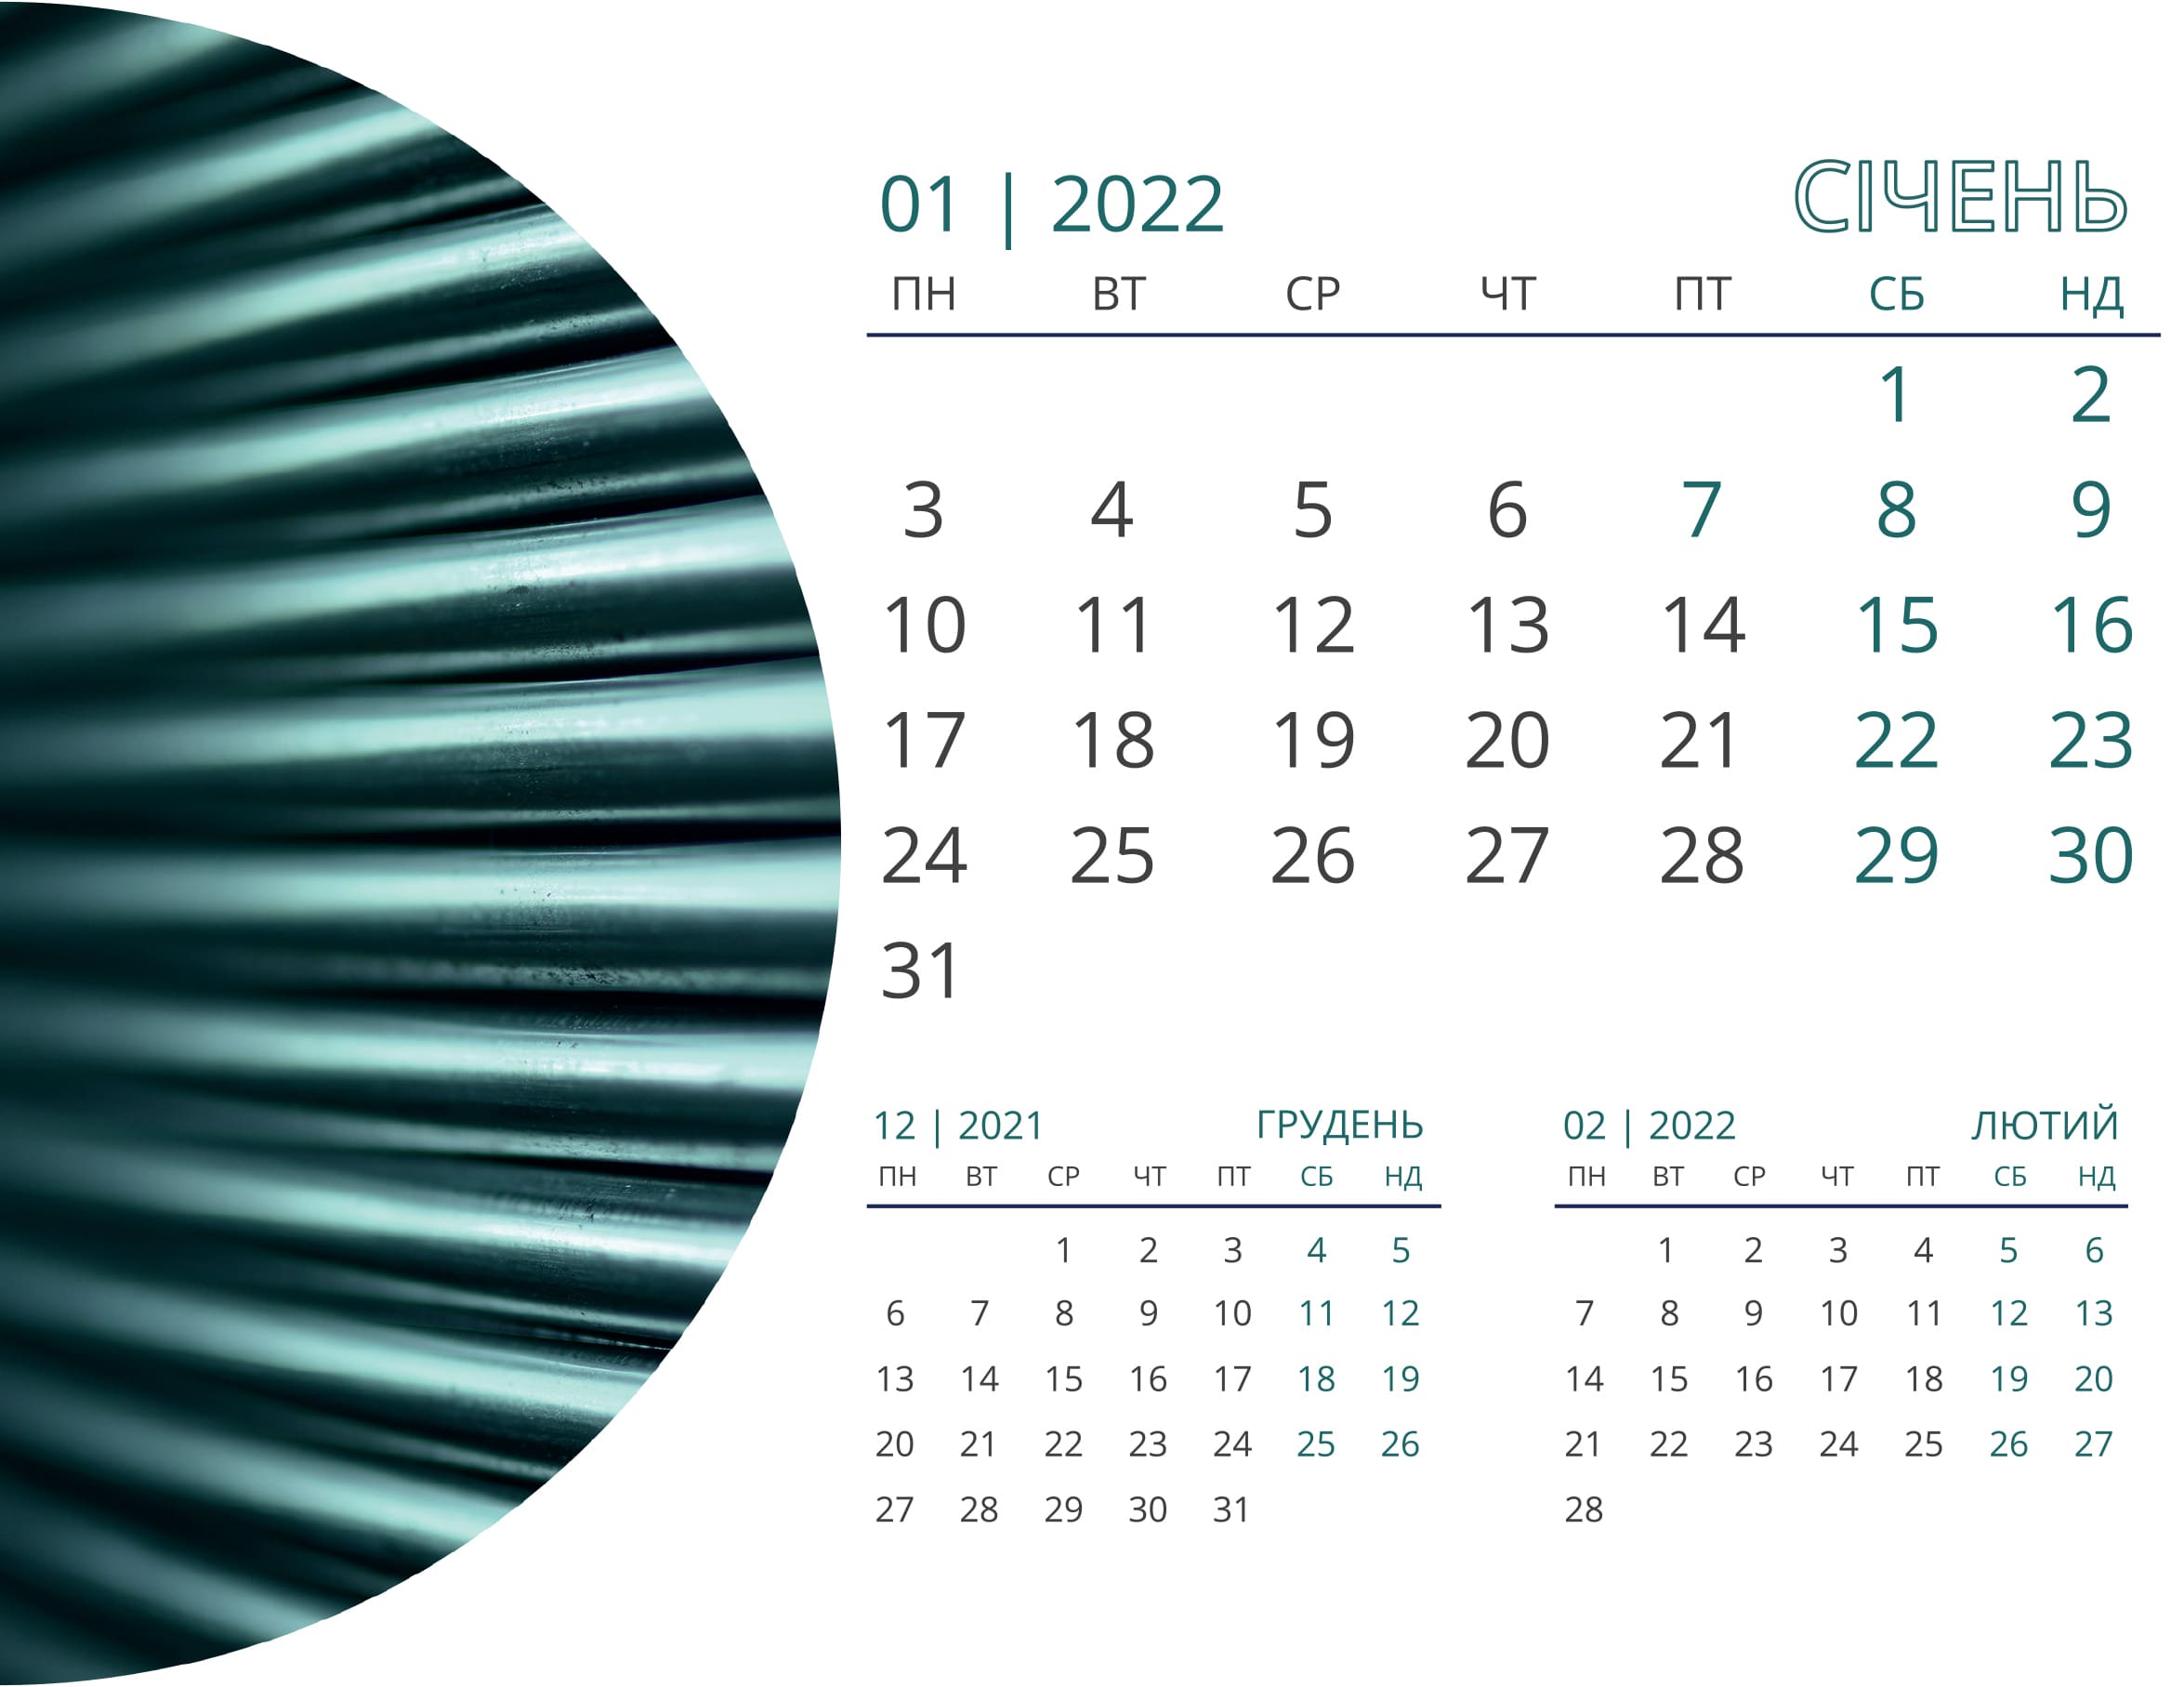 01 | 2022 СІЧЕНЬ
ПН ВТ СР ЧТ ПТ СБ НД
1 2
3 4 5 6 7 8 9
10 11 12 13 14 15 16
17 18 19 20 21 22 23
24 25 26 27 28 29 30
31
12 | 2021 ГРУДЕНЬ
ПН ВТ СР ЧТ ПТ СБ НД
1 2 3 4 5
6 7 8 9 10 11 12
13 14 15 16 17 18 19
20 21 22 23 24 25 26
27 28 29 30 31
02 | 2022 ЛЮТИЙ
ПН ВТ СР ЧТ ПТ СБ НД
1 2 3 4 5 6
7 8 9 10 11 12 13
14 15 16 17 18 19 20
21 22 23 24 25 26 27
28